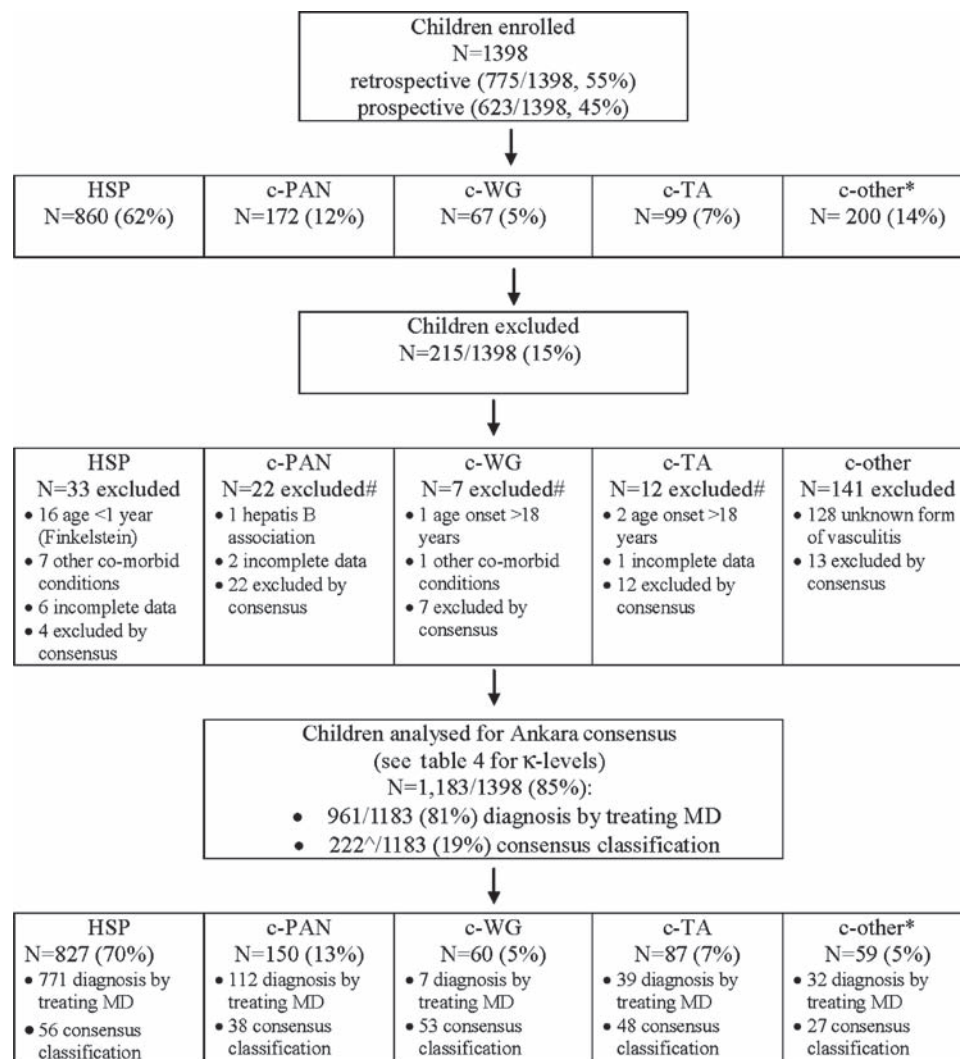 Children enrolled
N=1398
retrospective (775/1398, 55%)
prospective (623/1398, 45%)
HSP
N=860 (62%)
c-PAN
N=172 (12%)
c-WG
N=67 (5%)
c-TA
N=99 (7%)
c-other*
N= 200 (14%)
Children excluded
N=215/1398 (15%)
HSP
N=33 excluded
• 16 age <1 year
(Finkelstein)
• 7 other co-morbid
conditions
• 6 incomplete data
• 4 excluded by
consensus
c-PAN
N=22 excluded#
• 1 hepatis B
association
• 2 incomplete data
• 22 excluded by
consensus
c-WG
N=7 excluded#
• 1 age onset >18
years
• 1 other co-morbid
conditions
• 7 excluded by
consensus
c-TA
N=12 excluded#
• 2 age onset >18
years
• 1 incomplete data
• 12 excluded by
consensus
c-other
N=141 excluded
• 128 unknown form
of vasculitis
• 13 excluded by
consensus
Children analysed for Ankara consensus
(see table 4 for κ-levels)
N=1,183/1398 (85%):
• 961/1183 (81%) diagnosis by treating MD
• 222^/1183 (19%) consensus classification
HSP
N=827 (70%)
• 771 diagnosis by
treating MD
• 56 consensus
classification
c-PAN
N=150 (13%)
• 112 diagnosis by
treating MD
• 38 consensus
classification
c-WG
N=60 (5%)
• 7 diagnosis by
treating MD
• 53 consensus
classification
c-TA
N=87 (7%)
• 39 diagnosis by
treating MD
• 48 consensus
classification
c-other*
N=59 (5%)
• 32 diagnosis by
treating MD
• 27 consensus
classification